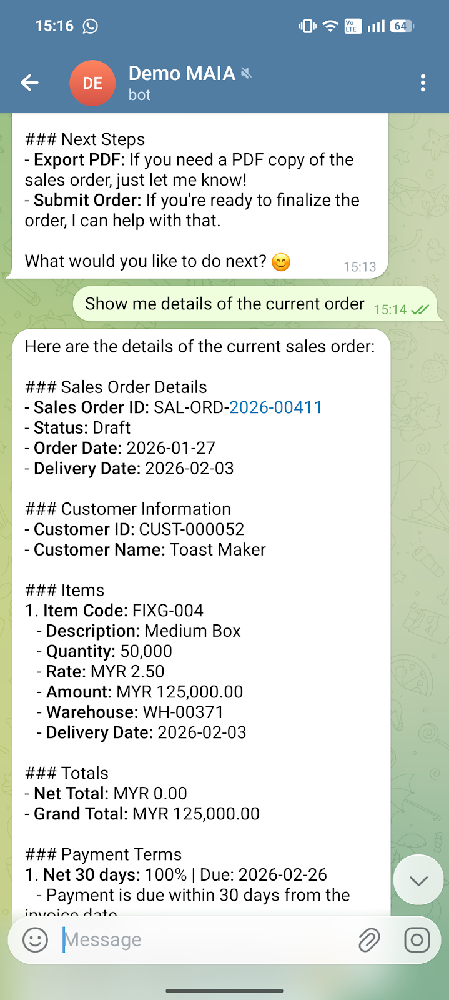 15:16
Vo
LTE
64
DE
Demo MAIA
bot
### Next Steps
- Export PDF: If you need a PDF copy of the
sales order, just let me know!
- Submit Order: If you're ready to finalize the
order, I can help with that.
What would you like to do next? 😊
15:13
Show me details of the current order
15:14
Here are the details of the current sales order:
### Sales Order Details
- Sales Order ID: SAL-ORD-2026-00411
- Status: Draft
- Order Date: 2026-01-27
- Delivery Date: 2026-02-03
### Customer Information
- Customer ID: CUST-000052
- Customer Name: Toast Maker
### Items
1. Item Code: FIXG-004
- Description: Medium Box
- Quantity: 50,000
- Rate: MYR 2.50
- Amount: MYR 125,000.00
- Warehouse: WH-00371
- Delivery Date: 2026-02-03
### Totals
- Net Total: MYR 0.00
- Grand Total: MYR 125,000.00
### Payment Terms
1. Net 30 days: 100% | Due: 2026-02-26
- Payment is due within 30 days from the
invoice date
Message